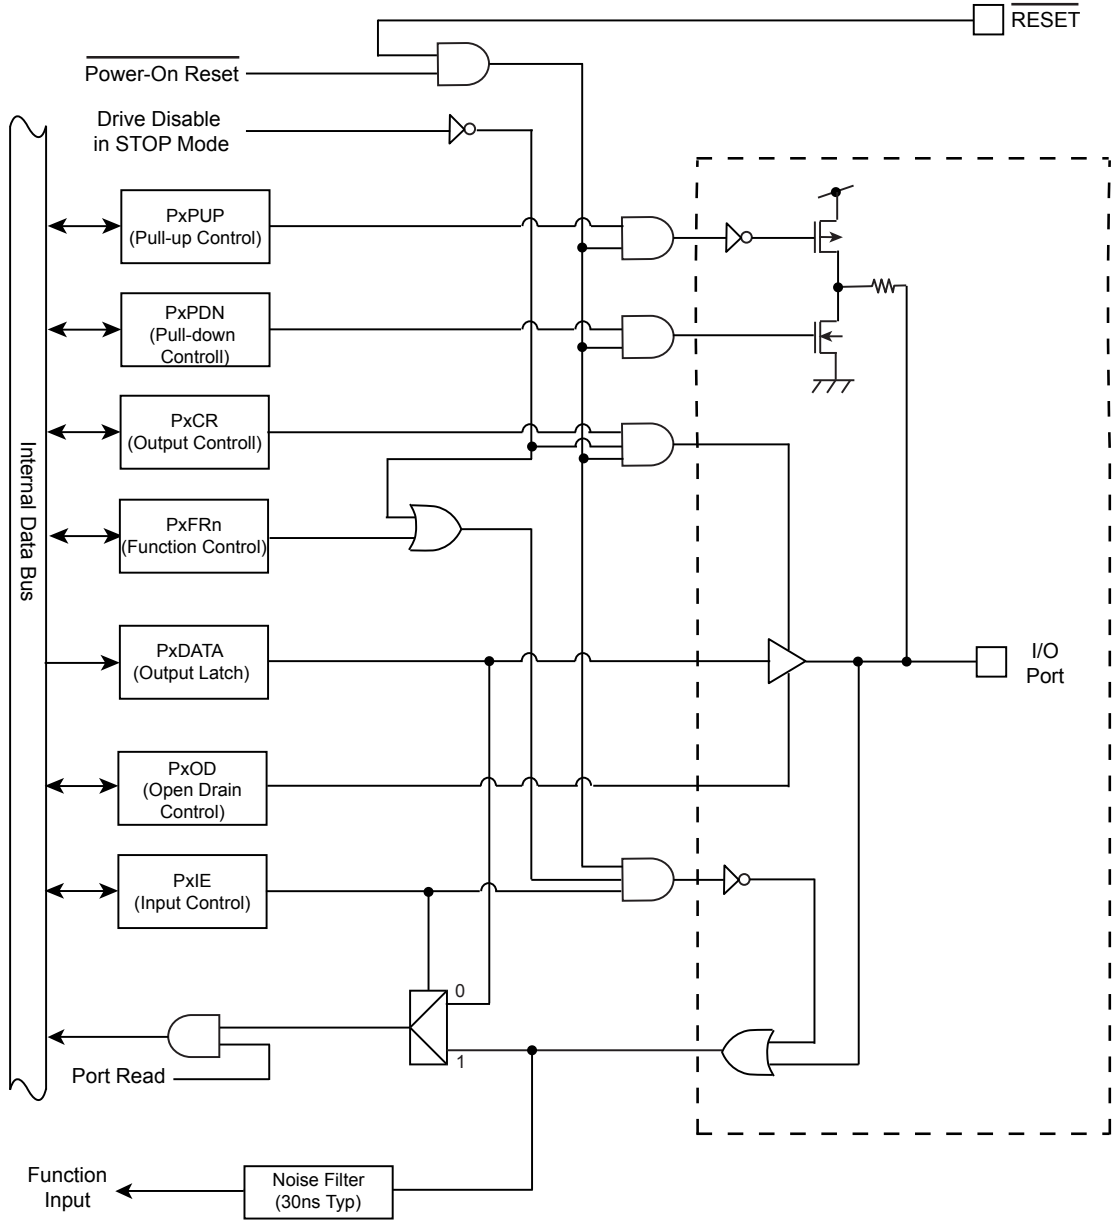 RESET
Power-On Reset
Drive Disable
in STOP Mode
PxPUP
(Pull-up Control)
PxPDN
(Pull-down
Controll)
PxCR
(Output Controll)
Internal Data Bus
PxFRn
(Function Control)
PxDATA
(Output Latch)
I/O
Port
PxOD
(Open Drain
Control)
PxIE
(Input Control)
0
1
Port Read
Function
Input
Noise Filter
(30ns Typ)